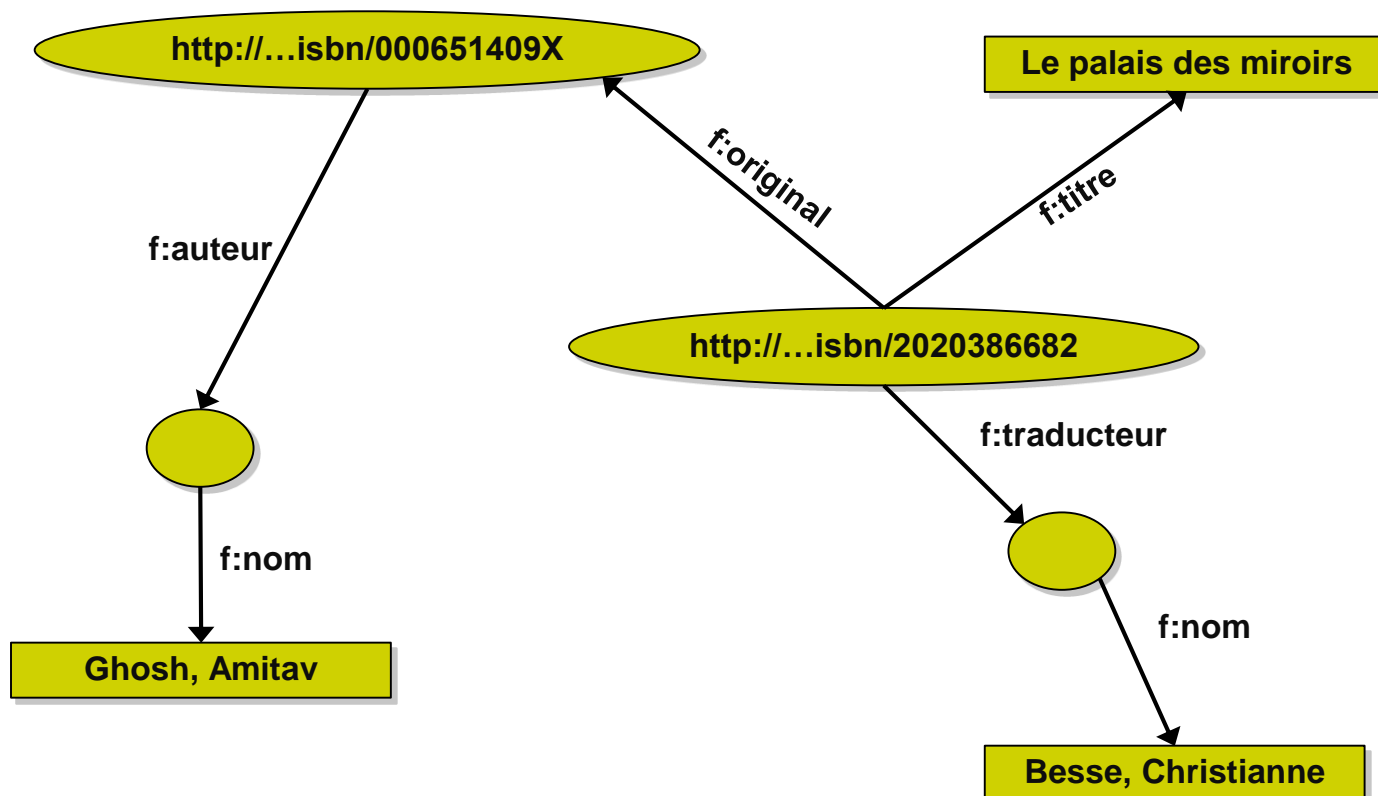 http://…isbn/000651409X
Le palais des miroirs
f:original
f:titre
f:auteur
http://…isbn/2020386682
f:traducteur
f:nom
f:nom
Ghosh, Amitav
Besse, Christianne